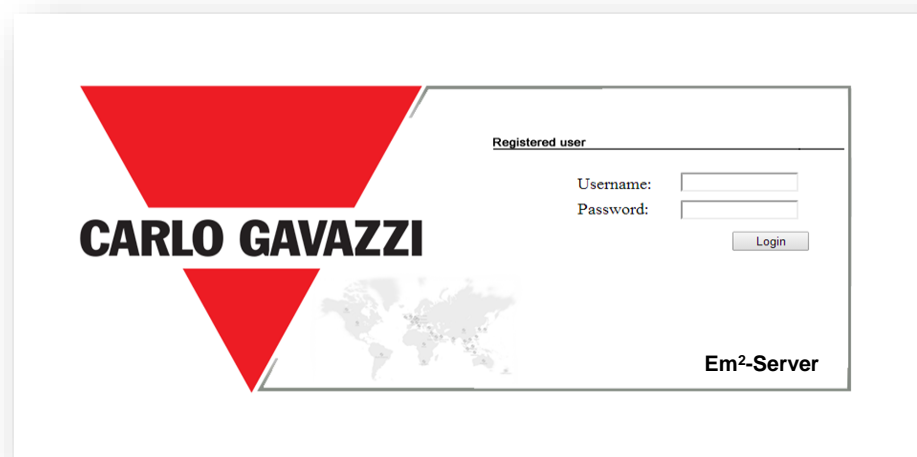 CARLO GAVAZZI
Registered user
Username:
Password:
Login
Em²-Server